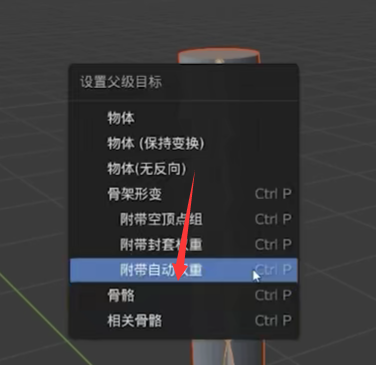 设置父级目标
物体
物体 (保持变换)
物体(无反向)
骨架形变 Ctrl P
附带空顶点组
附带封套权重 Ctrl P
附带自动权重 Ctrl P
骨骼 Ctrl P
相关骨骼 Ctrl P